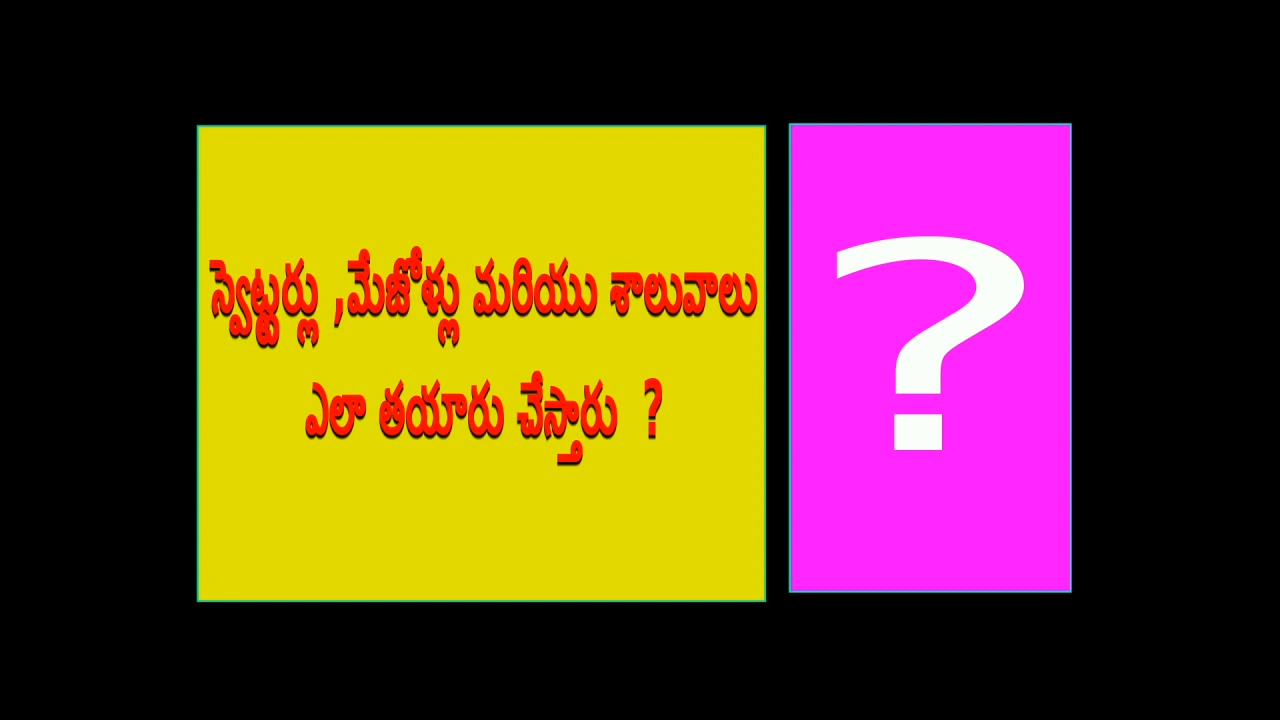 స్వెట్టర్లు ,మేజోళ్లు మరియు శాలువాలు
ఎలా తయారు చేస్తారు ?
?